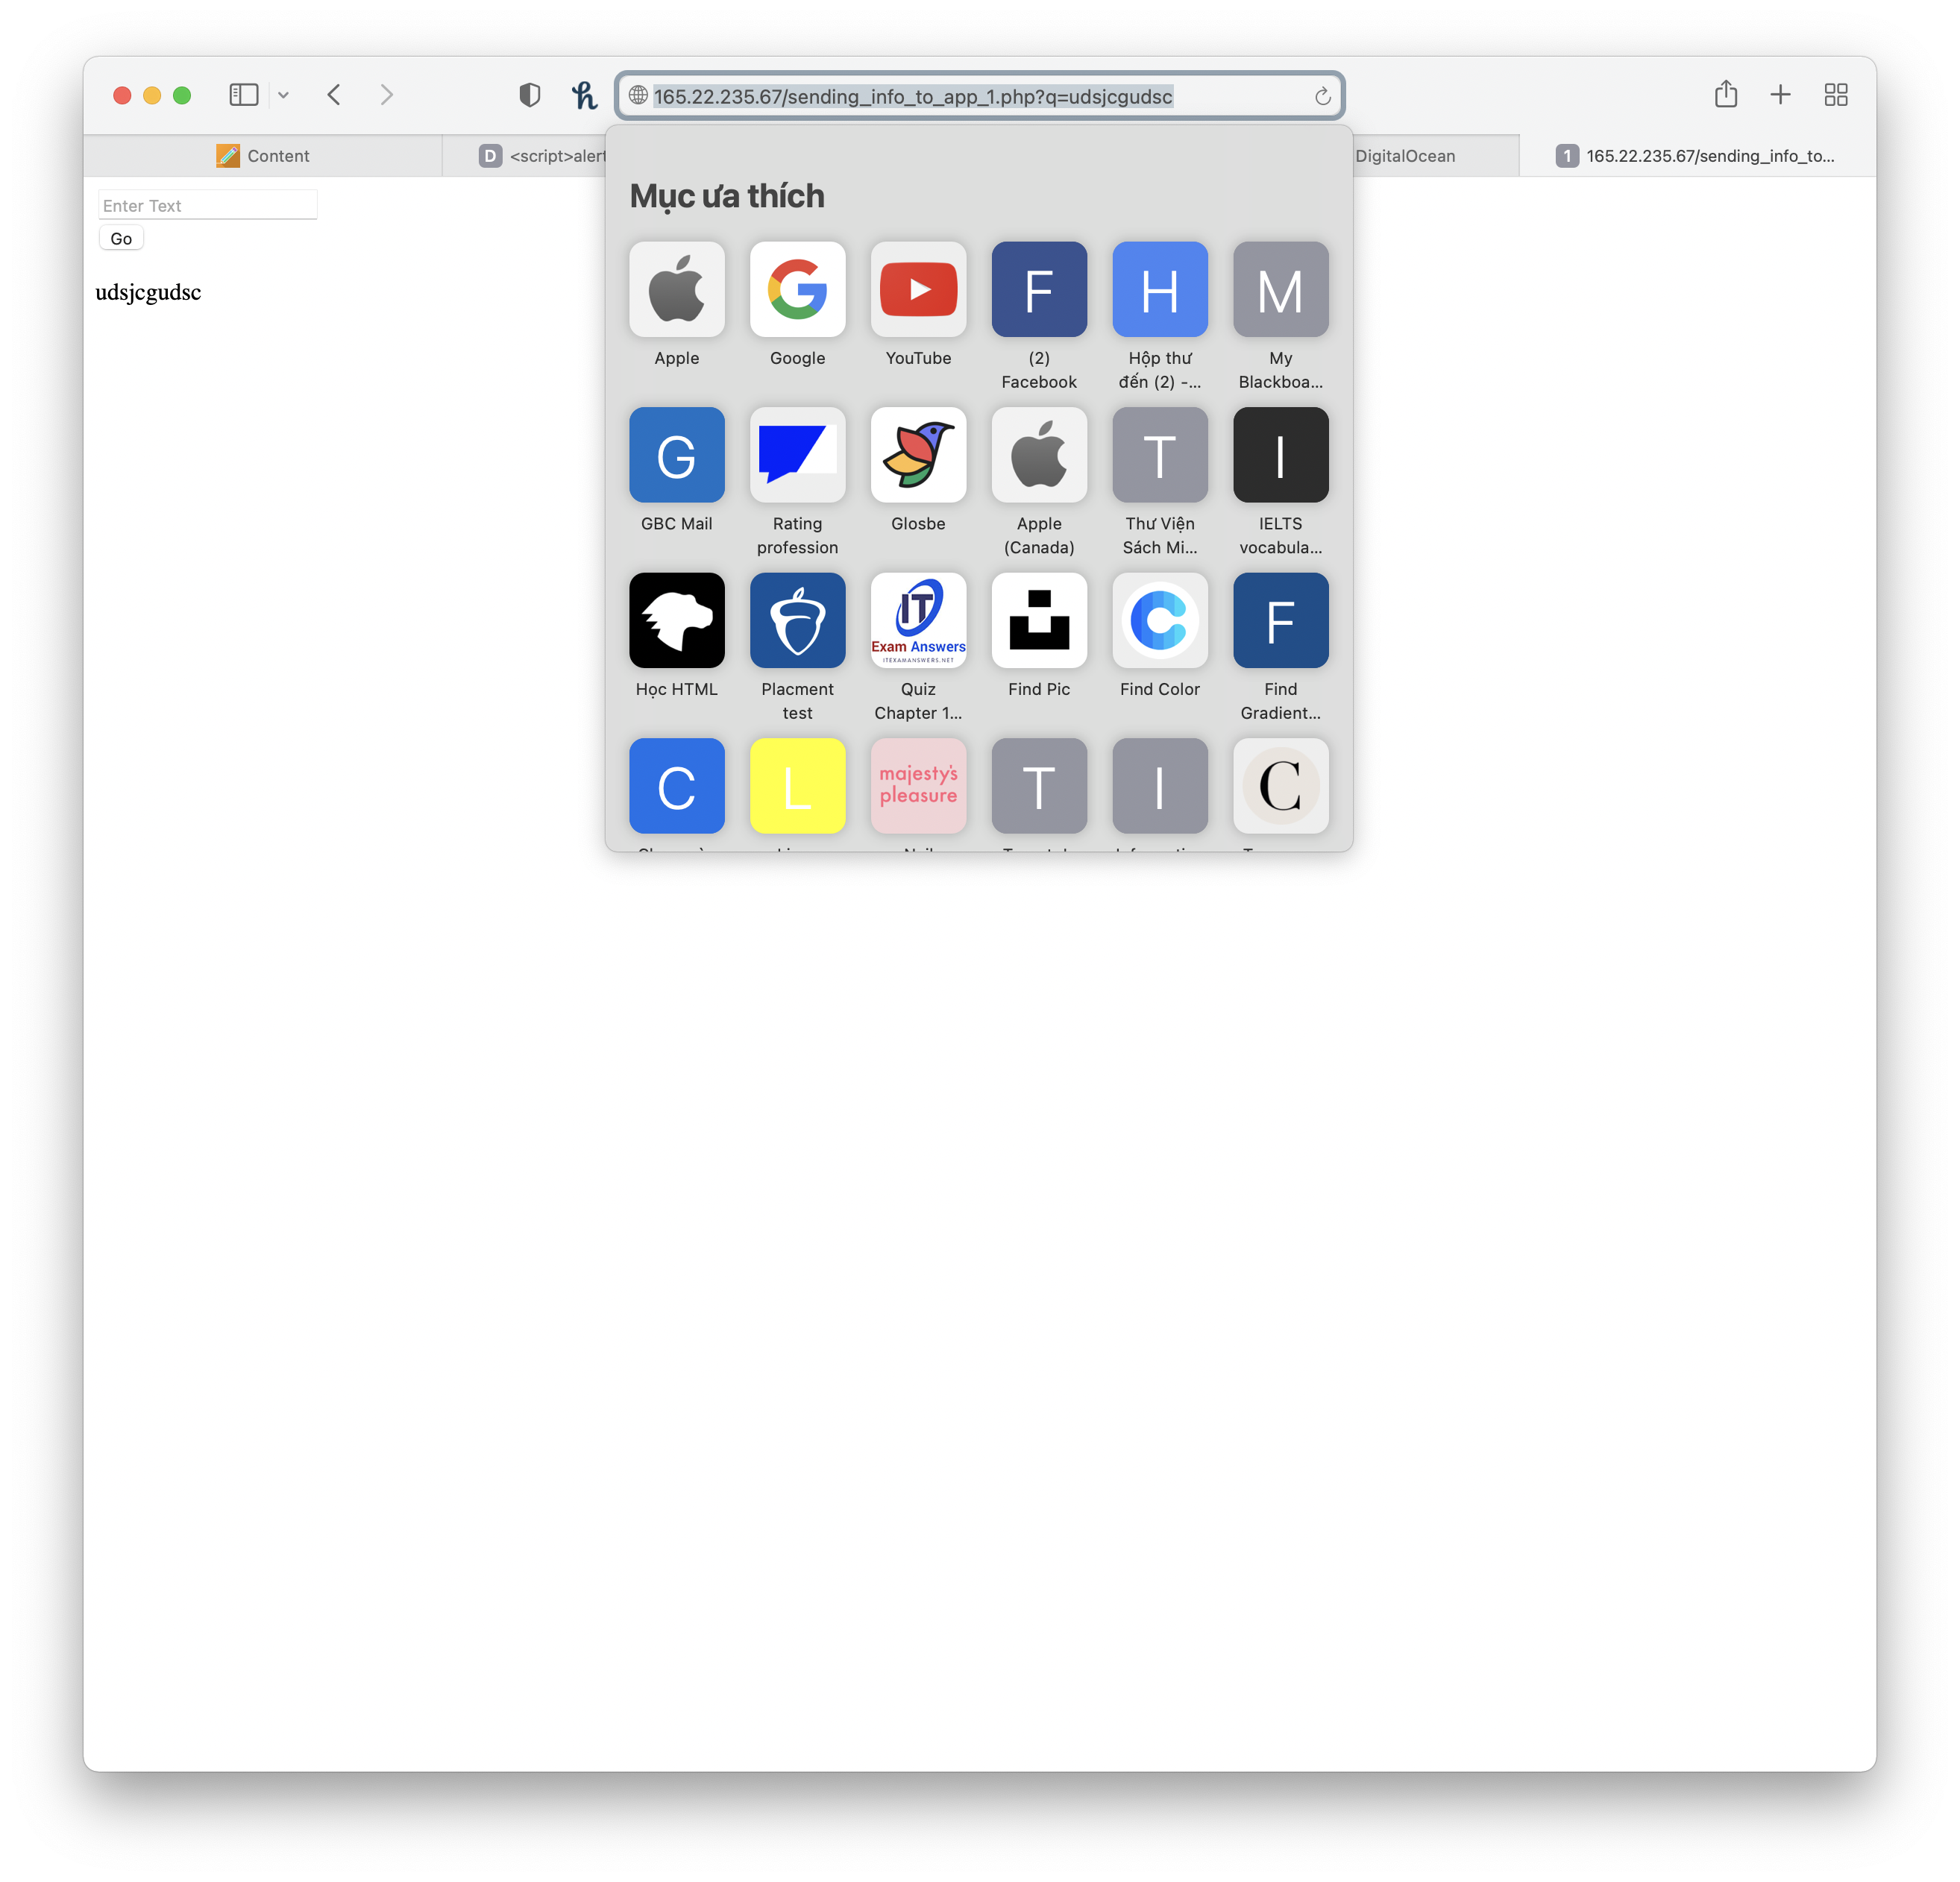 165.22.235.67/sending_info_to_app_1.php?q=udsjcgudsc
Content
D <script>alert
DigitalOcean
1 165.22.235.67/sending_info_to...
Enter Text
Go
udsjcgudsc
Mục ưa thích
F H M
Apple Google YouTube (2) Hộp thư My
Facebook đến (2) -... Blackboa...
G T I
GBC Mail Rating Glosbe Apple Thư Viện IELTS
profession (Canada) Sách Mi... vocabula...
IT
Exam Answers
ITEXAMANSWERS.NET
C F
Học HTML Placment Quiz Find Pic Find Color Find
test Chapter 1... Gradient...
C L majesty's T I C
pleasure